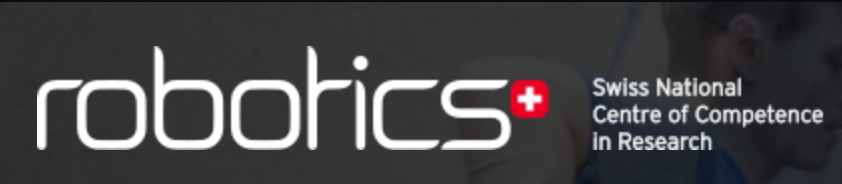 robotics
Swiss National
Centre of Competence
in Research